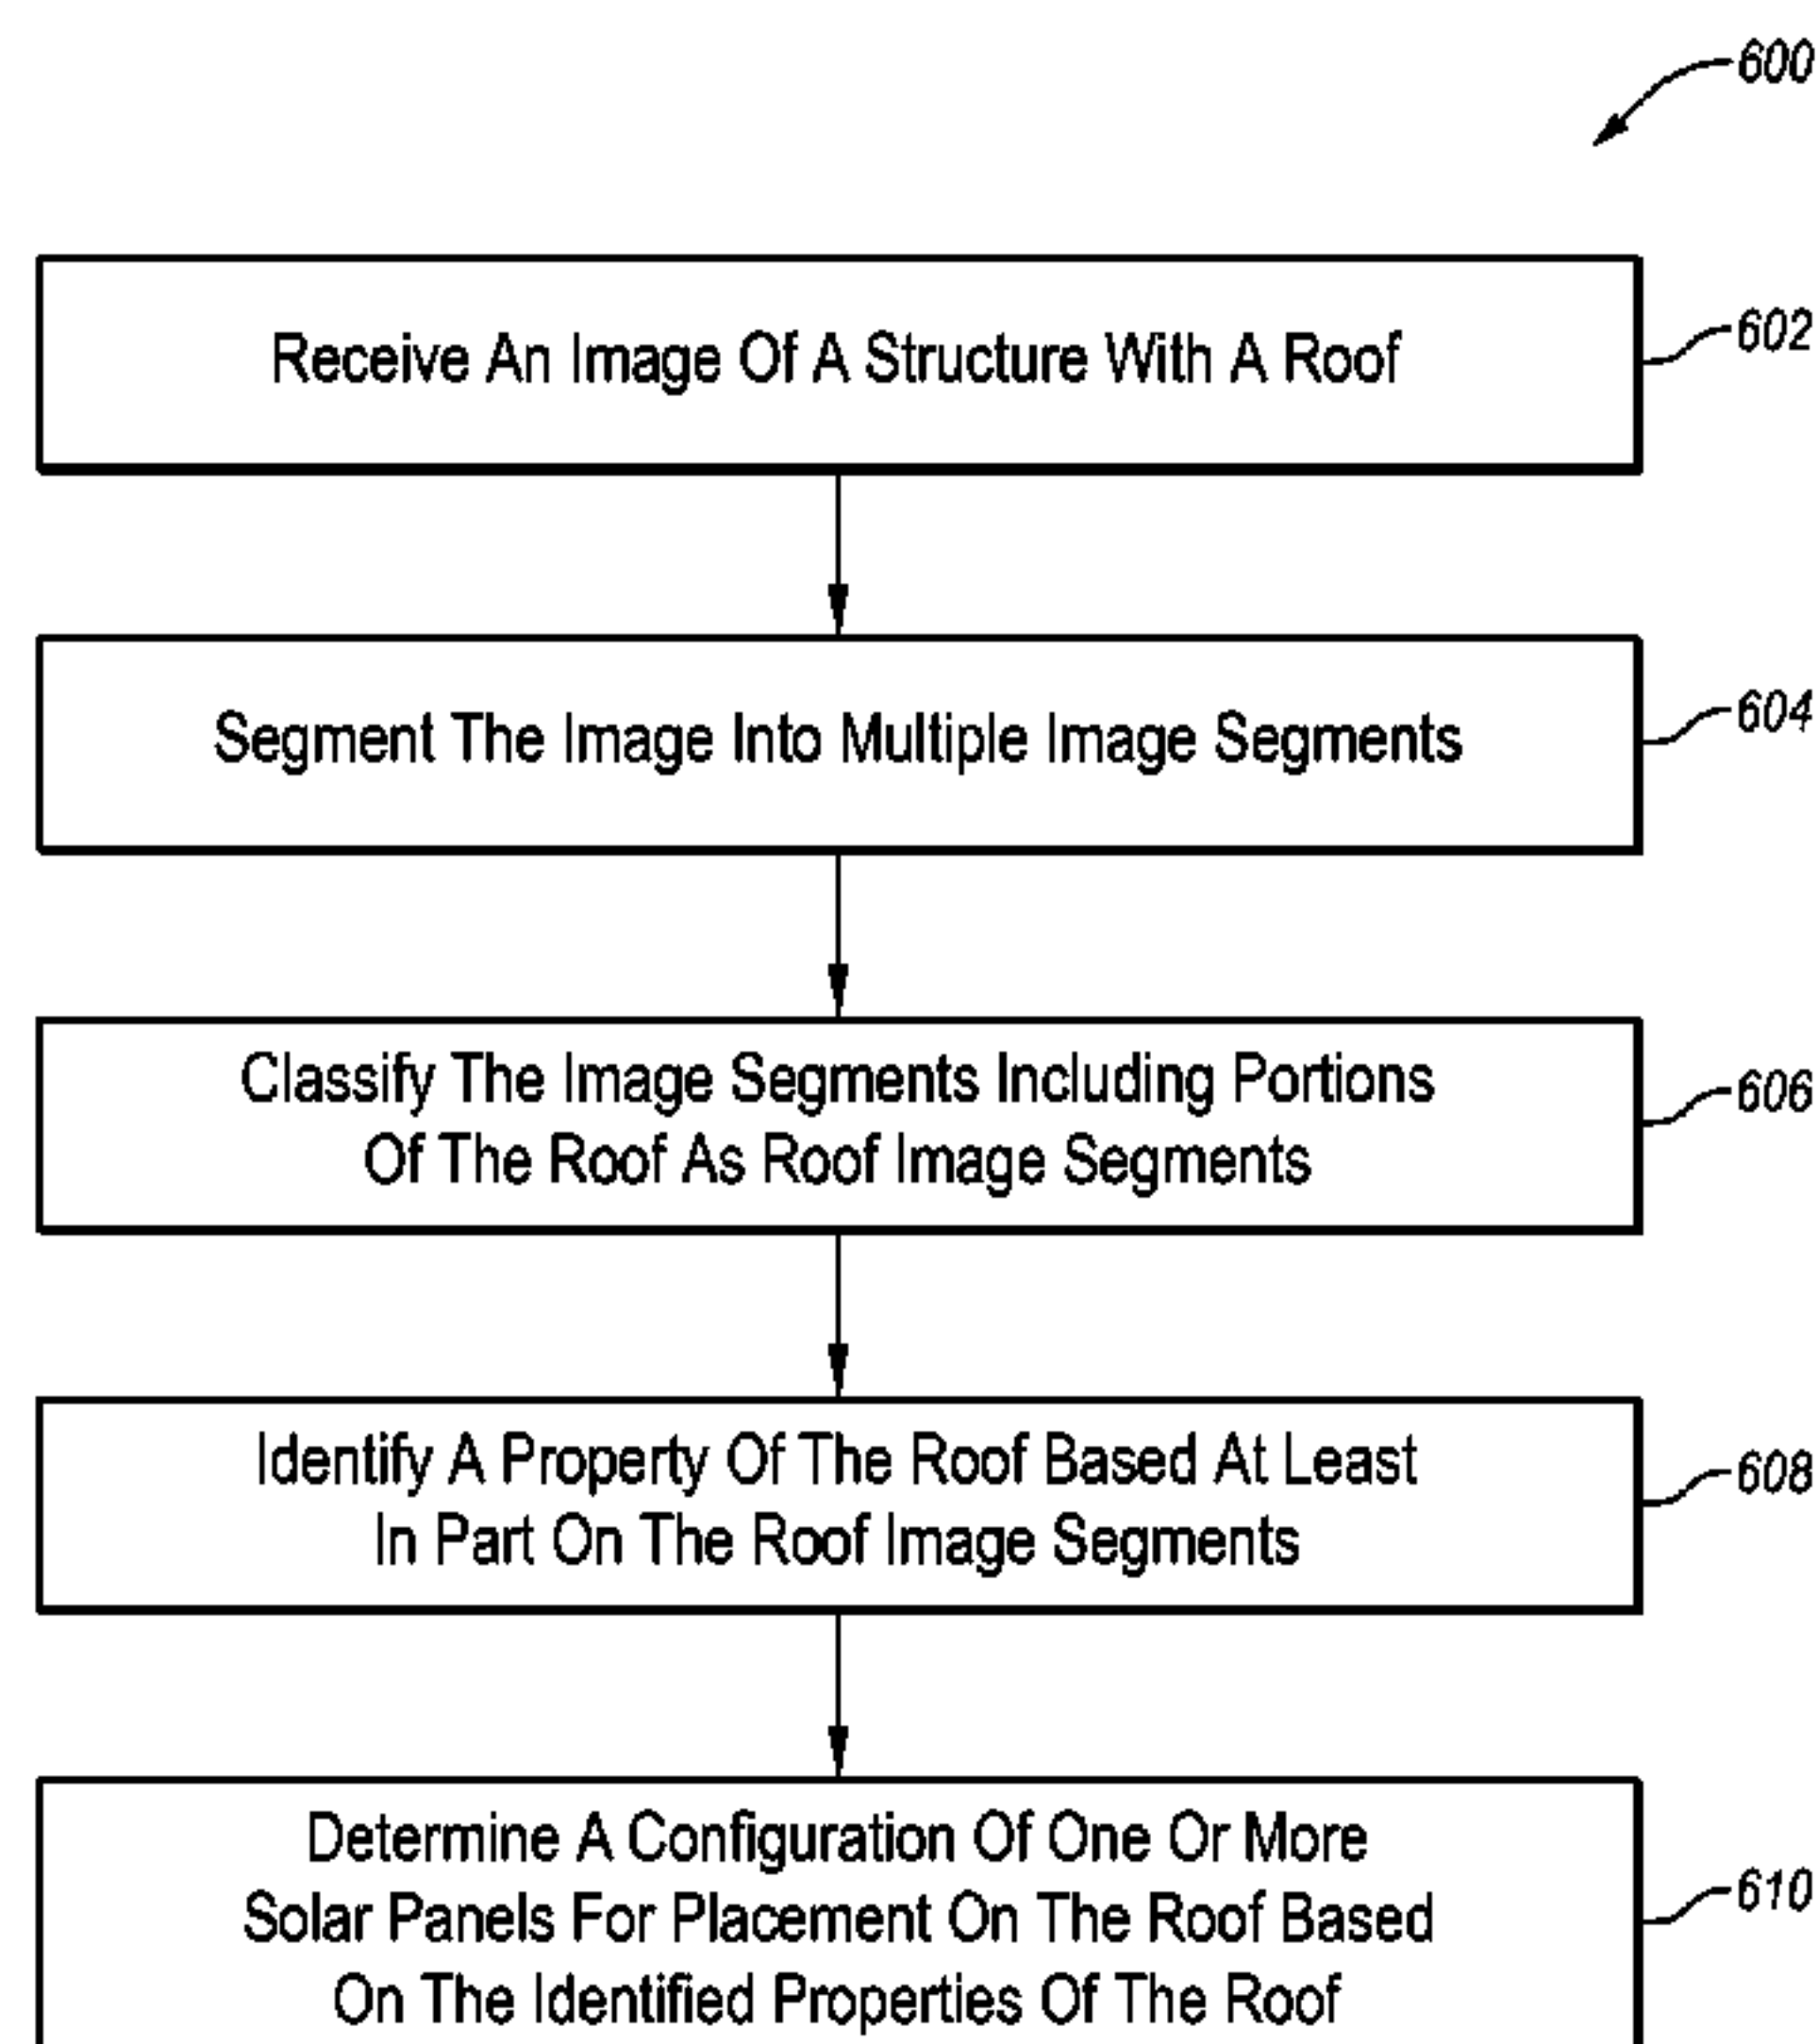 600
Receive An Image Of A Structure With A Roof
602
Segment The Image Into Multiple Image Segments
604
Classify The Image Segments Including Portions
Of The Roof As Roof Image Segments
606
Identify A Property Of The Roof Based At Least
In Part On The Roof Image Segments
608
Determine A Configuration Of One Or More
Solar Panels For Placement On The Roof Based
On The Identified Properties Of The Roof
610